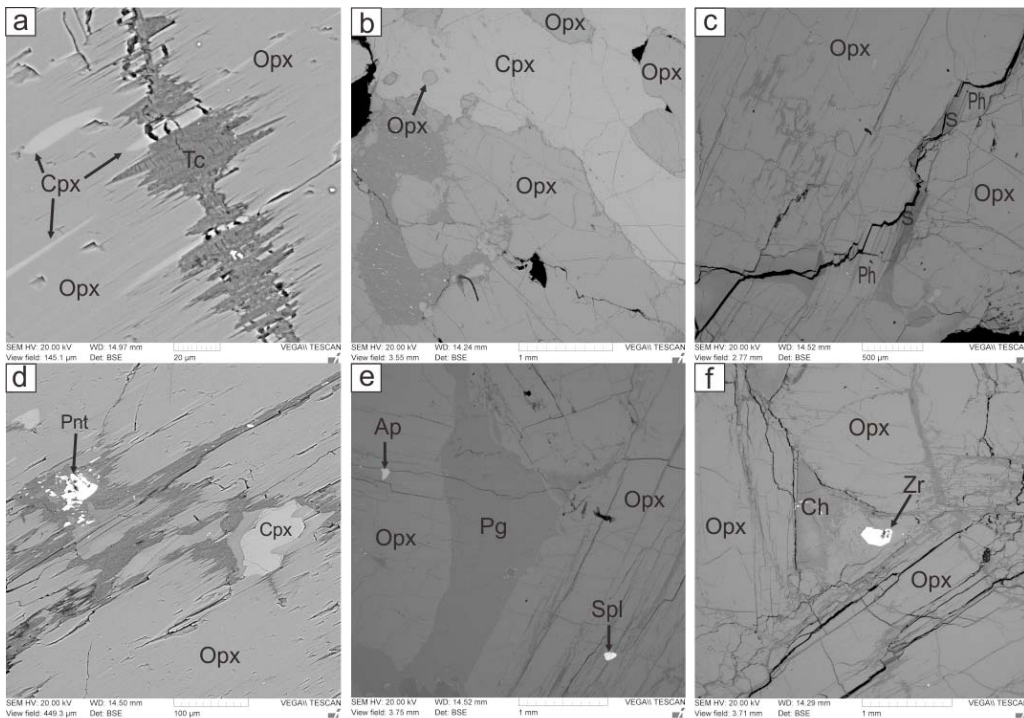 a
Opx
Cpx
Tc
Opx
SEM HV: 20.00 kV WD: 14.97 mm VEGA\\ TESCAN
View field: 145.1 µm Det: BSE 20 µm
b
Opx
Cpx
Opx
Opx
Opx
SEM HV: 20.00 kV WD: 14.24 mm VEGA\\ TESCAN
View field: 3.55 mm Det: BSE 1 mm
c
Opx
Ph
S
Opx
S
Ph
SEM HV: 20.00 kV WD: 14.52 mm VEGA\\ TESCAN
View field: 2.77 mm Det: BSE 500 µm
d
Pnt
Cpx
Opx
SEM HV: 20.00 kV WD: 14.50 mm VEGA\\ TESCAN
View field: 449.3 µm Det: BSE 100 µm
e
Ap
Opx
Pg
Opx
Spl
SEM HV: 20.00 kV WD: 14.52 mm VEGA\\ TESCAN
View field: 3.75 mm Det: BSE 1 mm
f
Opx
Zr
Ch
Opx
Opx
SEM HV: 20.00 kV WD: 14.29 mm VEGA\\ TESCAN
View field: 3.71 mm Det: BSE 1 mm